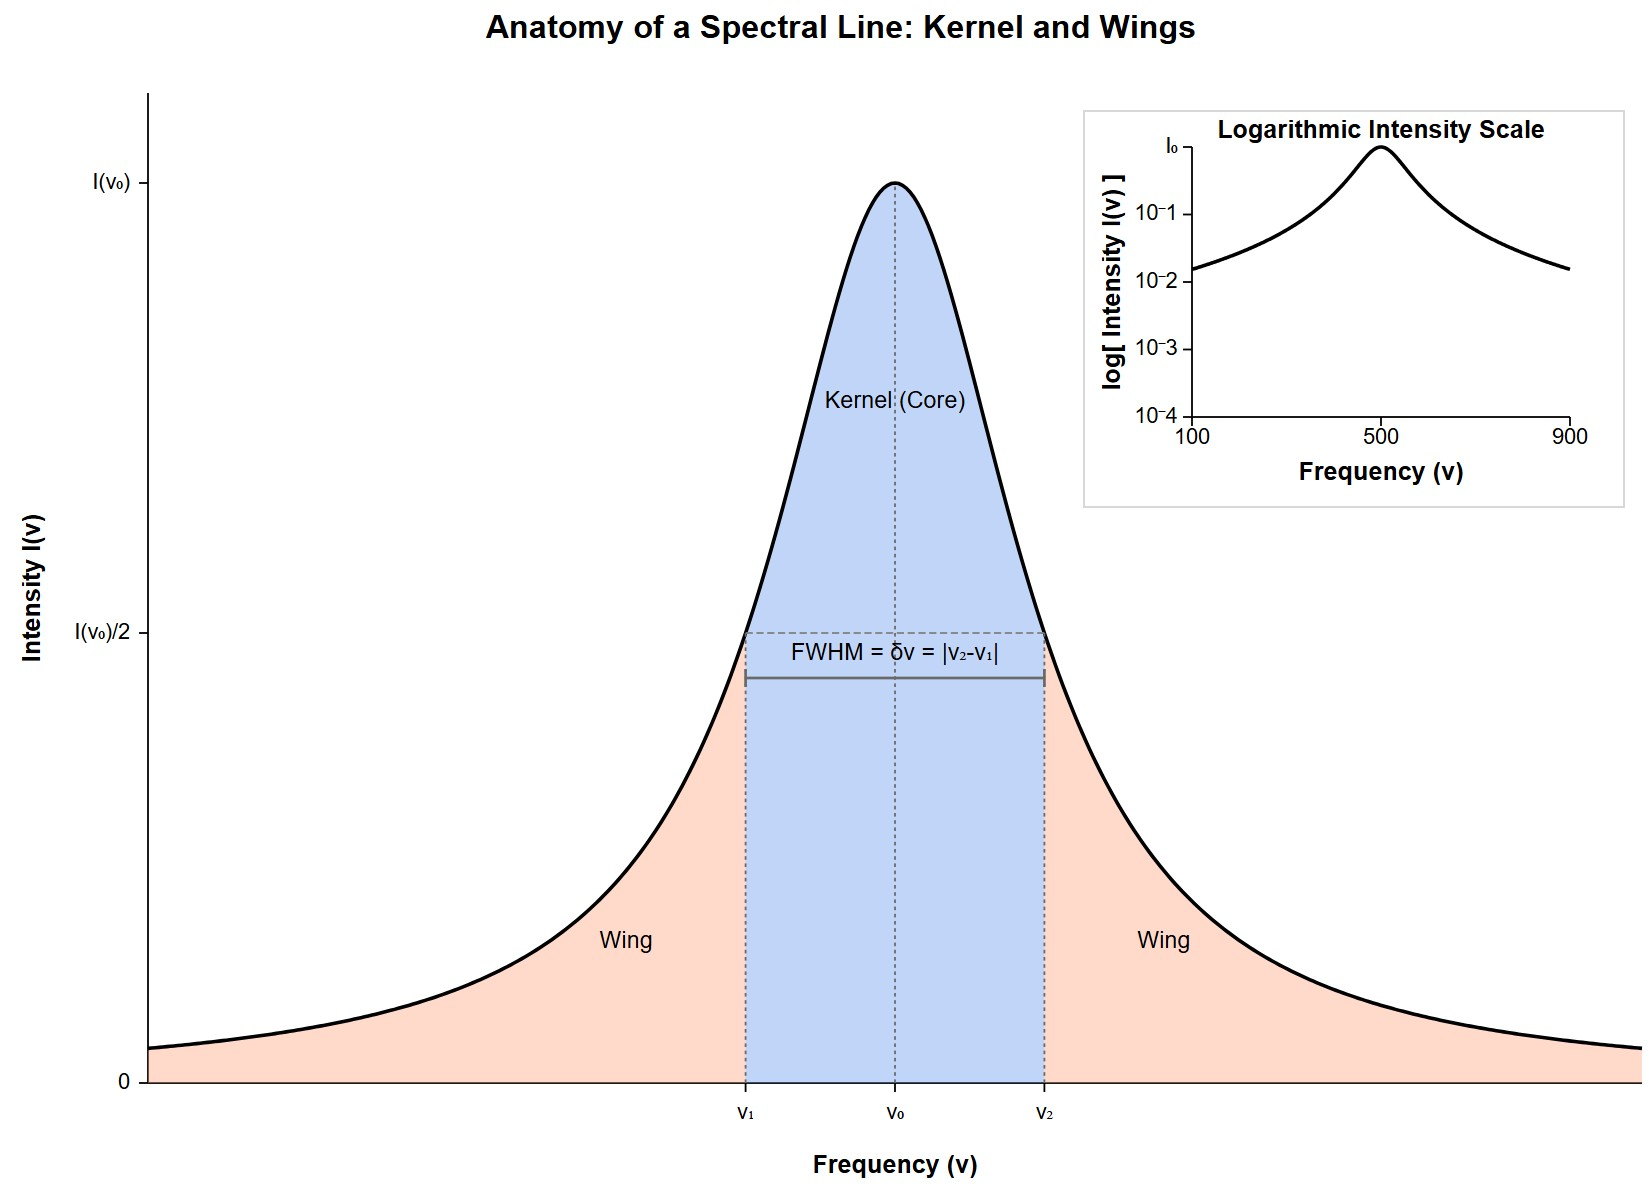 Anatomy of a Spectral Line: Kernel and Wings
Logarithmic Intensity Scale
I₀
10⁻1
10⁻2
10⁻3
10⁻4
log[ Intensity I(ν) ]
100
500
900
Frequency (ν)
I(ν₀)
I(ν₀)/2
0
Intensity I(ν)
Kernel (Core)
FWHM = δν = |ν₂-ν₁|
Wing
Wing
ν₁
ν₀
ν₂
Frequency (ν)